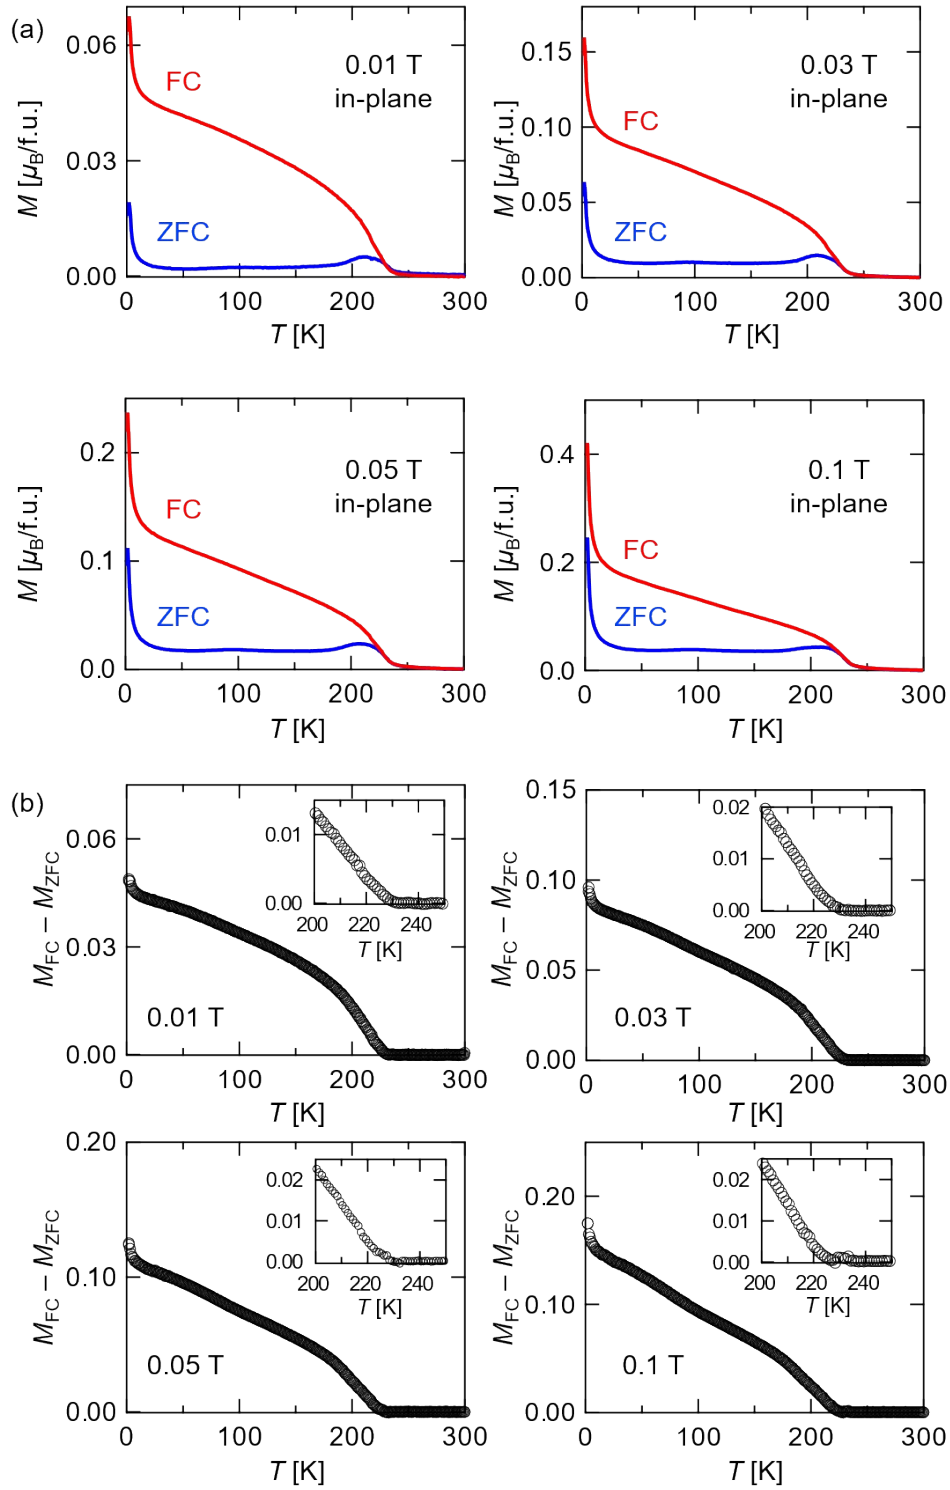 (a)
0.06
0.03
0.00
M [μB/f.u.]
FC
ZFC
0.01 T
in-plane
0 100 200 300
T [K]
0.15
0.10
0.05
0.00
M [μB/f.u.]
FC
ZFC
0.03 T
in-plane
0 100 200 300
T [K]
0.2
0.1
0.0
M [μB/f.u.]
FC
ZFC
0.05 T
in-plane
0 100 200 300
T [K]
0.4
0.2
0.0
M [μB/f.u.]
FC
ZFC
0.1 T
in-plane
0 100 200 300
T [K]
(b)
0.06
0.03
0.00
MFC − MZFC
0.01
0.00
200 220 240
T [K]
0.01 T
0 100 200 300
T [K]
0.15
0.10
0.05
0.00
MFC − MZFC
0.02
0.01
0.00
200 220 240
T [K]
0.03 T
0 100 200 300
T [K]
0.20
0.10
0.00
MFC − MZFC
0.02
0.01
0.00
200 220 240
T [K]
0.05 T
0 100 200 300
T [K]
0.20
0.10
0.00
MFC − MZFC
0.02
0.01
0.00
200 220 240
T [K]
0.1 T
0 100 200 300
T [K]